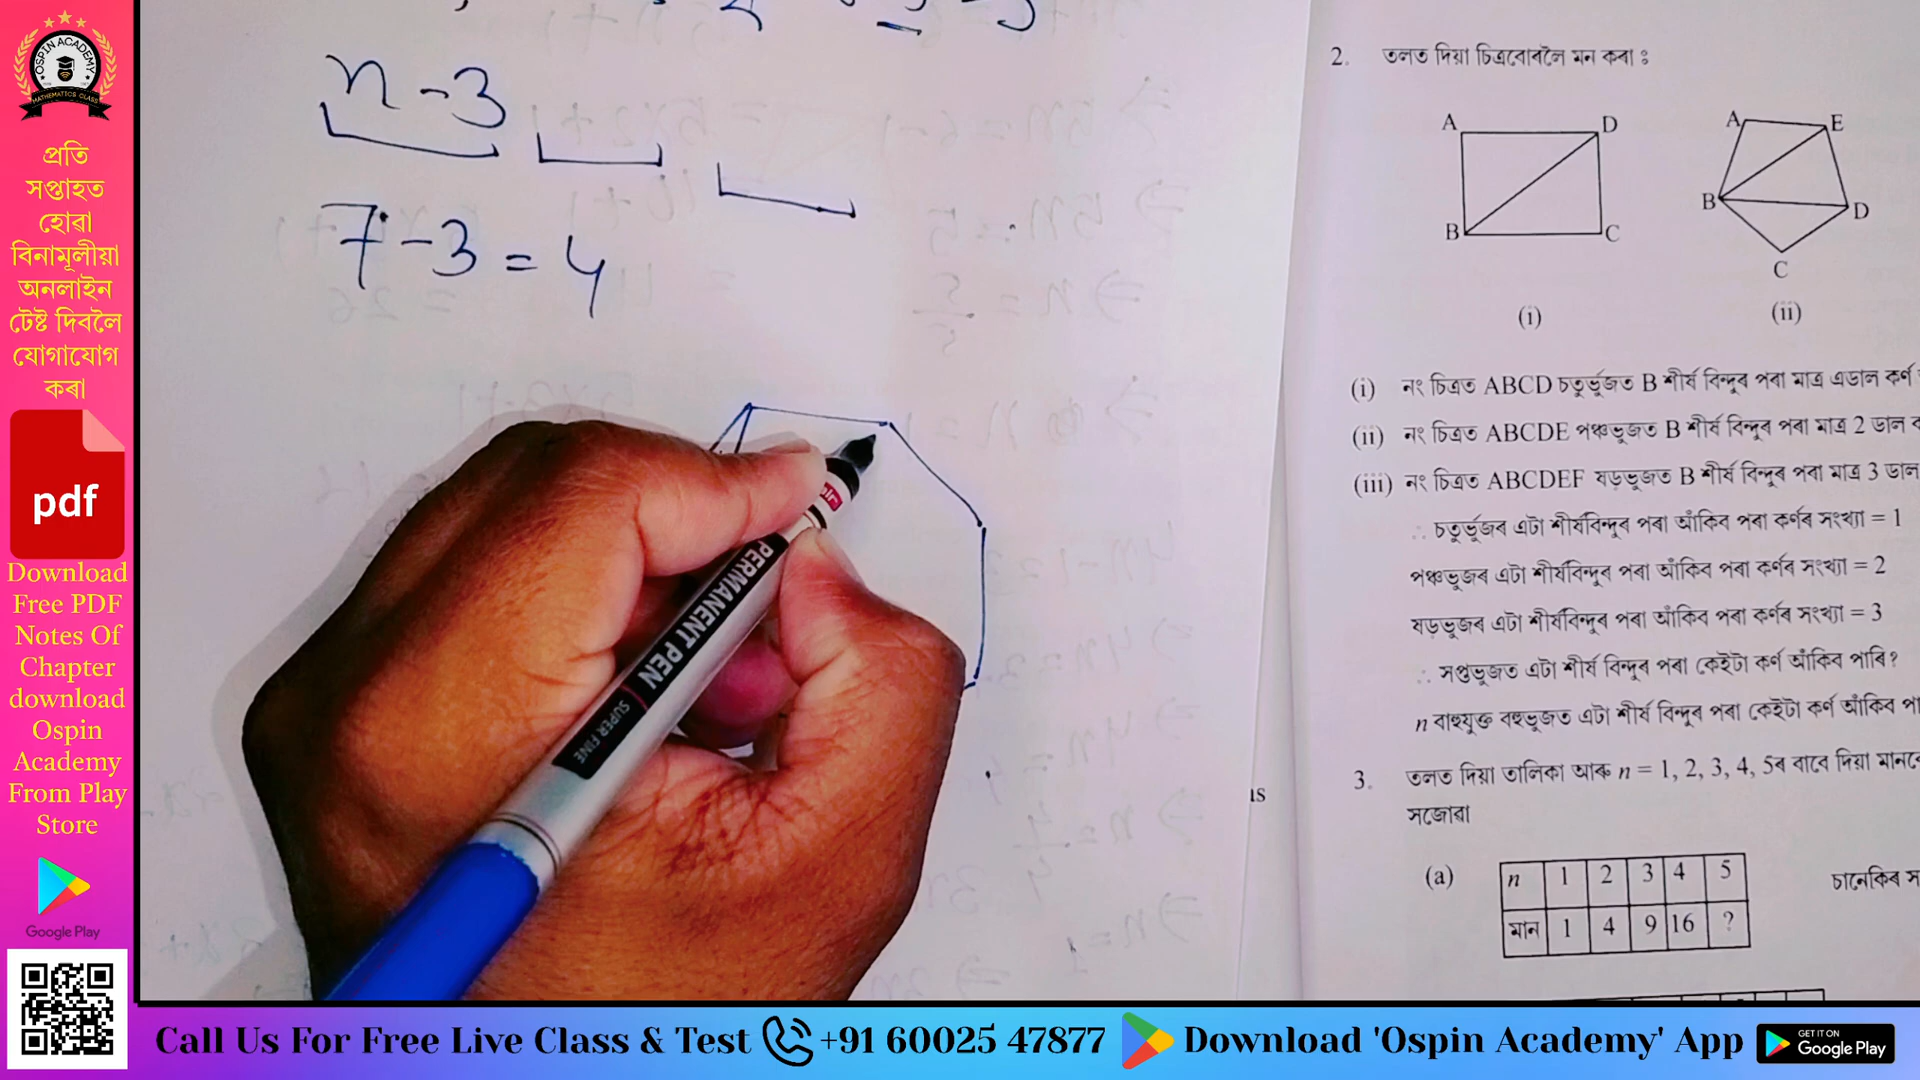 OSPIN ACADEMY
MATHEMATICS CLASS
প্ৰতি
সপ্তাহত
হোৱা
বিনামূলীয়া
অনলাইন
টেষ্ট দিবলৈ
যোগাযোগ
কৰা
pdf
Download
Free PDF
Notes Of
Chapter
download
Ospin
Academy
From Play
Store
Google Play
n - 3
7 - 3 = 4
PERMANENT PEN
SUPER FINE
2. তলত দিয়া চিত্ৰবোৰলৈ মন কৰা :
A D A E
B C B D
C
(i) (ii)
(i) নং চিত্ৰত ABCD চতুৰ্ভুজত B শীৰ্ষ বিন্দুৰ পৰা মাত্ৰ এডাল কৰ্ণ
(ii) নং চিত্ৰত ABCDE পঞ্চভুজত B শীৰ্ষ বিন্দুৰ পৰা মাত্ৰ 2 ডাল
(iii) নং চিত্ৰত ABCDEF ষড়ভুজত B শীৰ্ষ বিন্দুৰ পৰা মাত্ৰ 3 ডাল
∴ চতুৰ্ভুজৰ এটা শীৰ্ষবিন্দুৰ পৰা আঁকিব পৰা কৰ্ণৰ সংখ্যা = 1
পঞ্চভুজৰ এটা শীৰ্ষবিন্দুৰ পৰা আঁকিব পৰা কৰ্ণৰ সংখ্যা = 2
ষড়ভুজৰ এটা শীৰ্ষবিন্দুৰ পৰা আঁকিব পৰা কৰ্ণৰ সংখ্যা = 3
∴ সপ্তভুজত এটা শীৰ্ষ বিন্দুৰ পৰা কেইটা কৰ্ণ আঁকিব পাৰি?
n বাহুযুক্ত বহুভুজত এটা শীৰ্ষ বিন্দুৰ পৰা কেইটা কৰ্ণ আঁকিব
3. তলত দিয়া তালিকা আৰু n = 1, 2, 3, 4, 5ৰ বাবে দিয়া
সজোৱা
(a) n 1 2 3 4 5 চানেকিৰ
মান 1 4 9 16 ?
Call Us For Free Live Class & Test +91 60025 47877 Download 'Ospin Academy' App GET IT ON Google Play